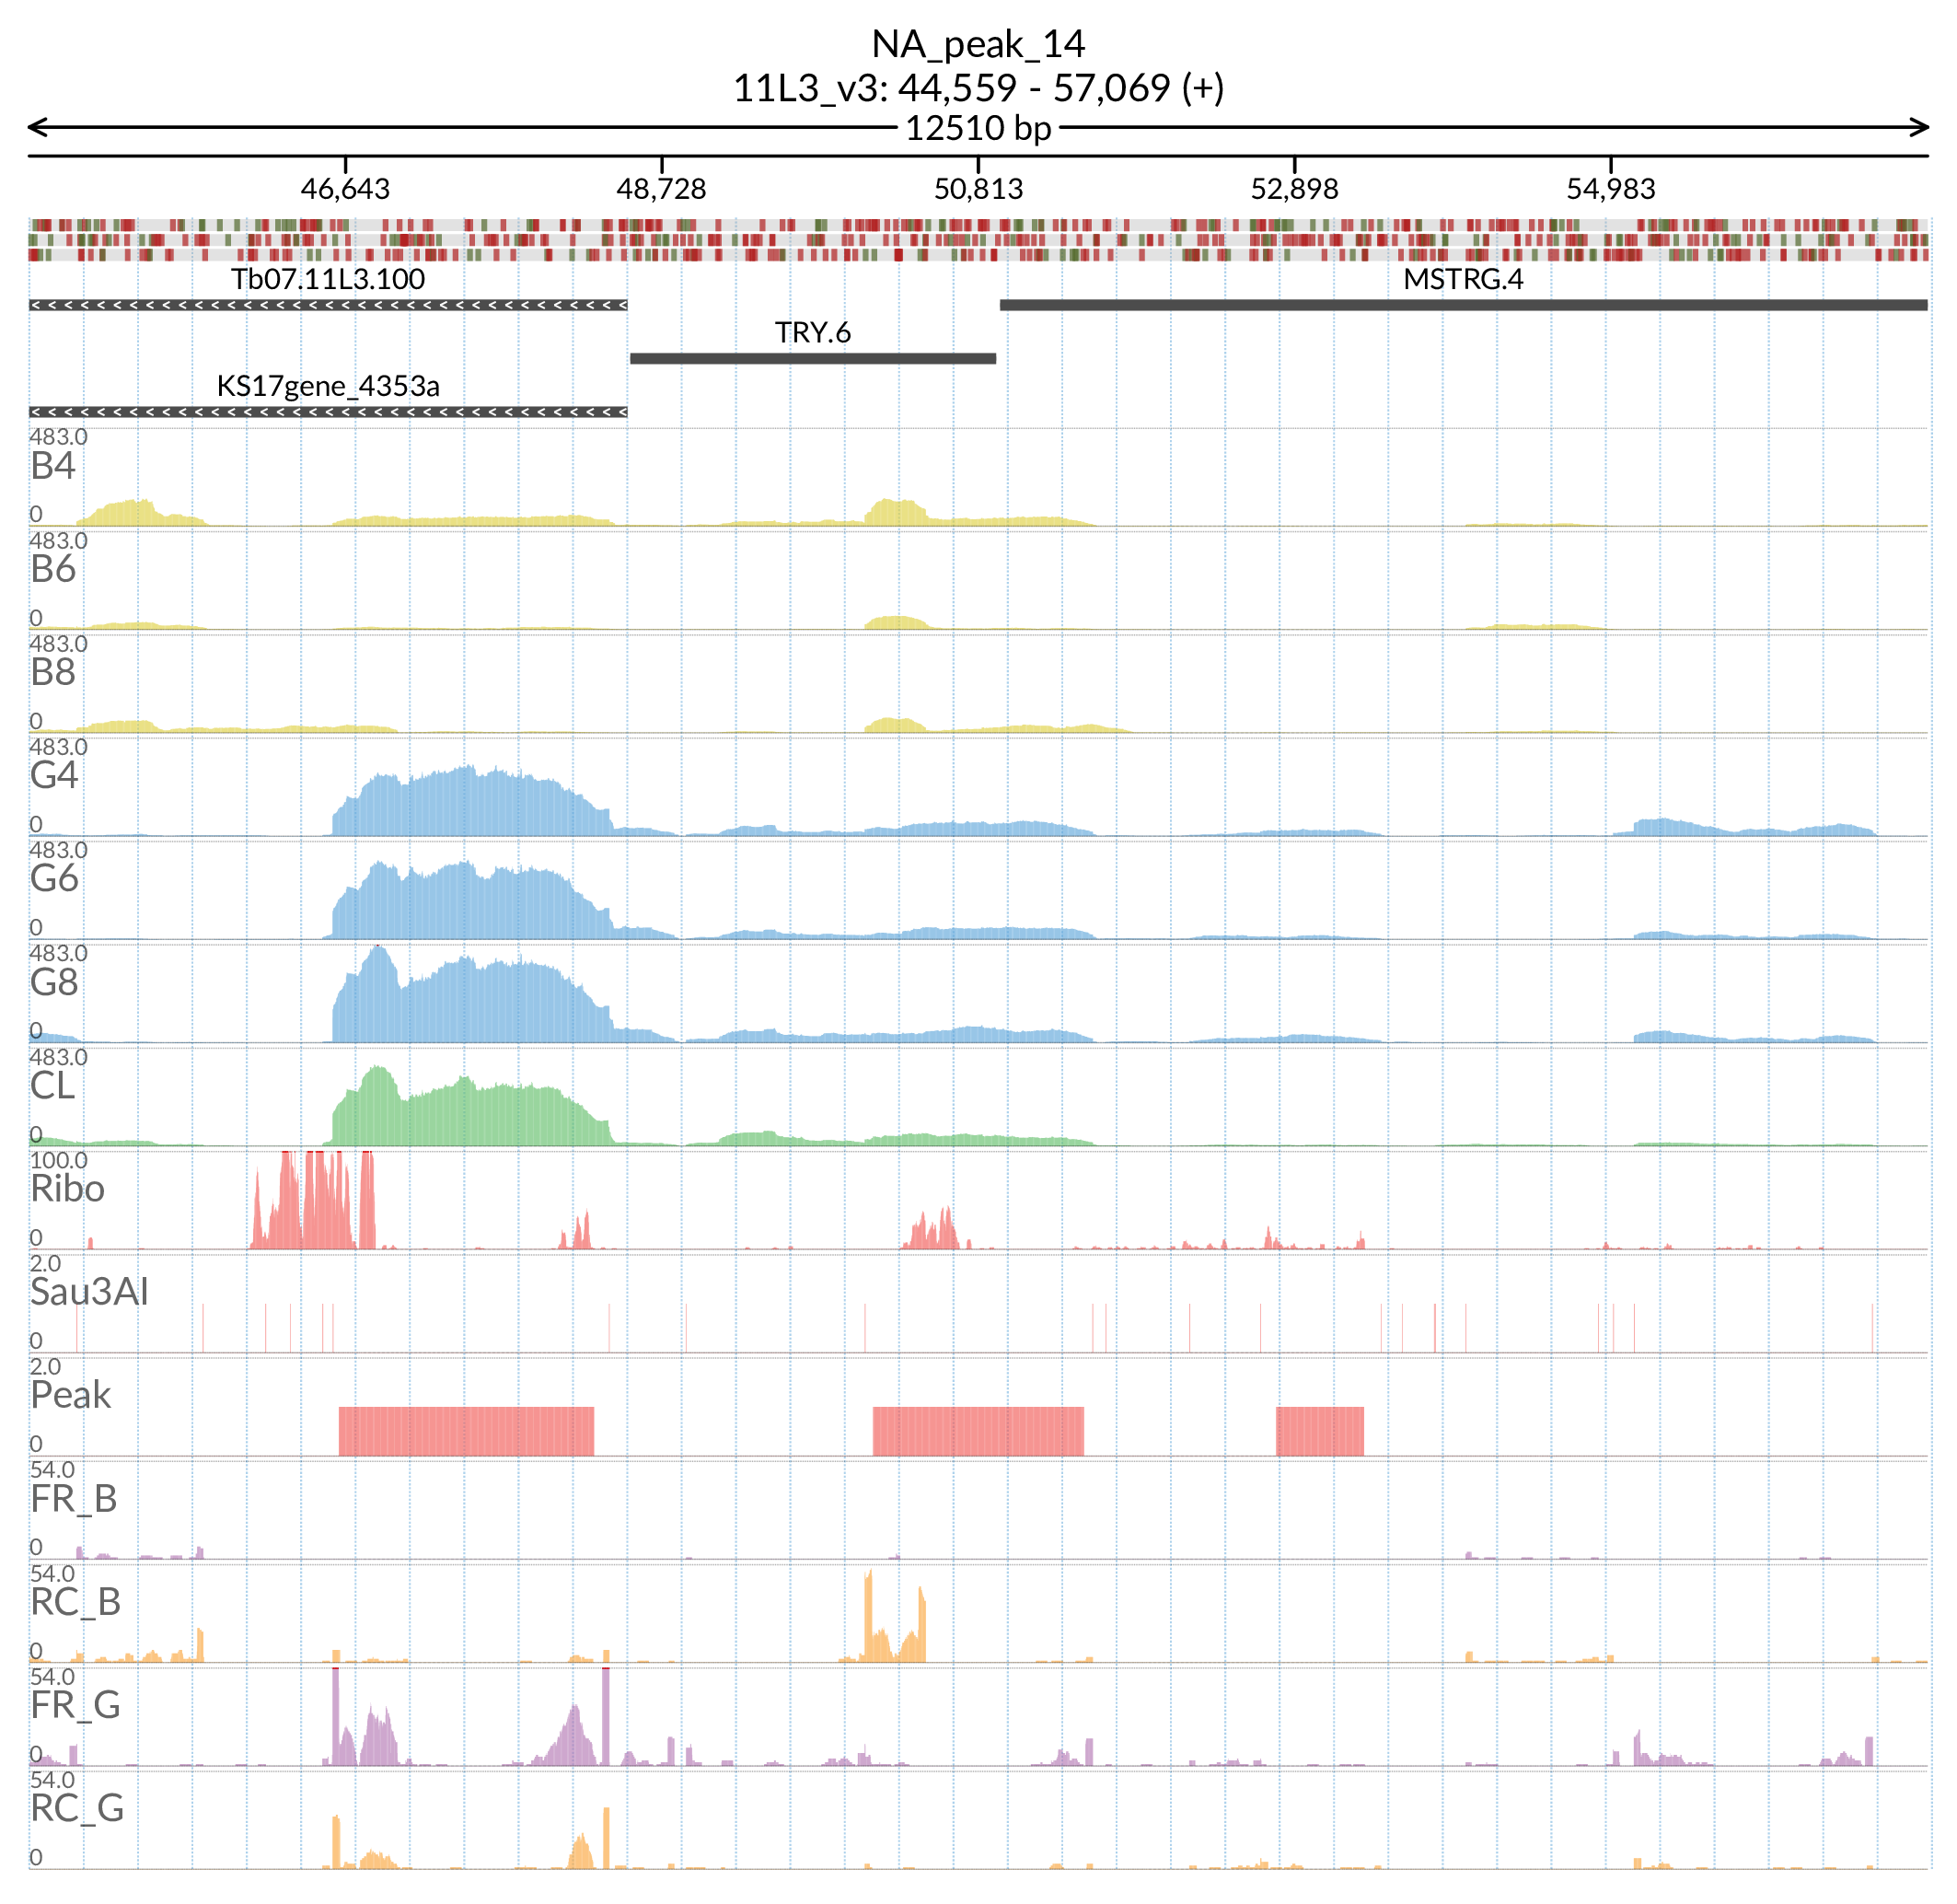 NA_peak_14
11L3_v3: 44,559 - 57,069 (+)
12510 bp
46,643 48,728 50,813 52,898 54,983
Tb07.11L3.100 MSTRG.4
TRY.6
KS17gene_4353a
483.0
B4
0
483.0
B6
0
483.0
B8
0
483.0
G4
0
483.0
G6
0
483.0
G8
0
483.0
CL
0
100.0
Ribo
0
2.0
Sau3AI
0
2.0
Peak
0
54.0
FR_B
0
54.0
RC_B
0
54.0
FR_G
0
54.0
RC_G
0